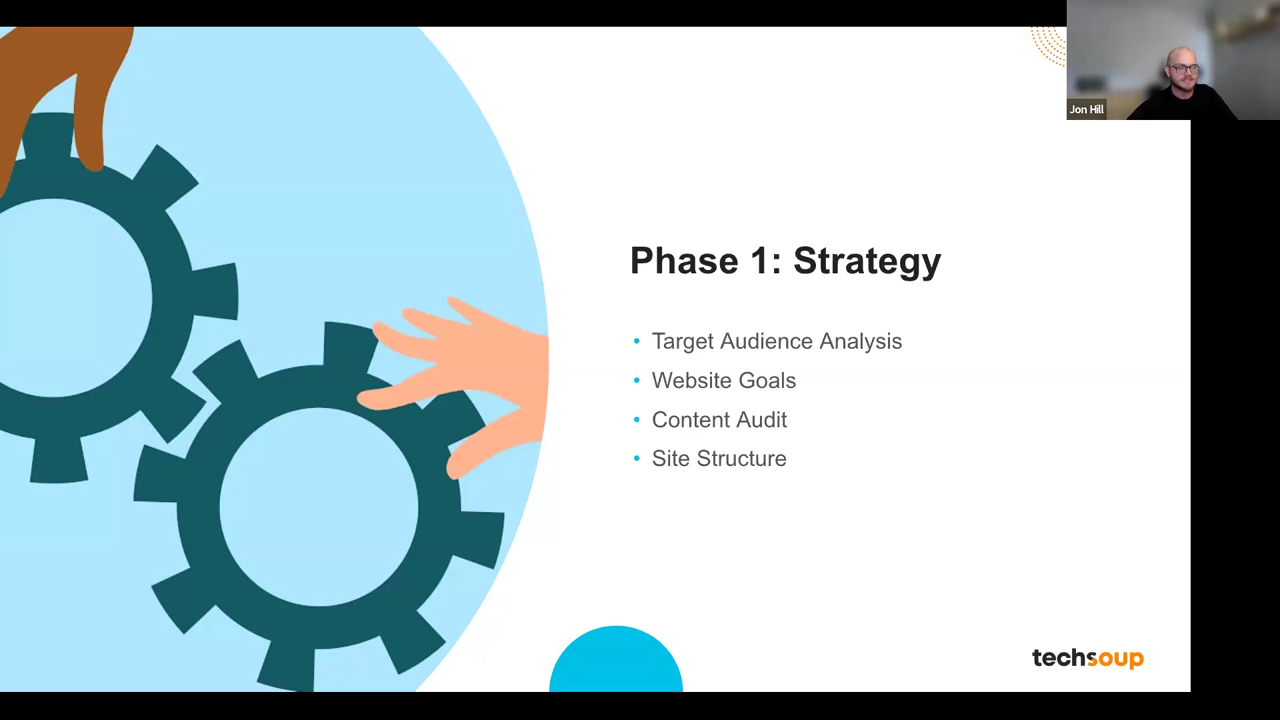 Jon Hill
Phase 1: Strategy
• Target Audience Analysis
• Website Goals
• Content Audit
• Site Structure
techsoup